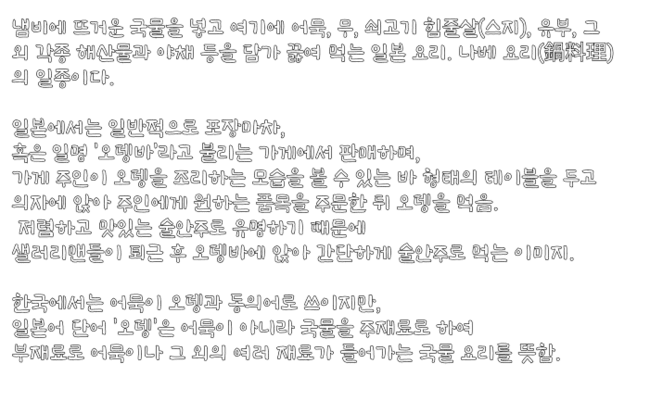 냄비에 뜨거운 국물을 넣고 여기에 어묵, 무, 쇠고기 힘줄살(스지), 유부, 그
외 각종 해산물과 야채 등을 담가 끓여 먹는 일본 요리. 나베 요리(鍋料理)
의 일종이다.
일본에서는 일반적으로 포장마차,
혹은 일명 '오뎅바'라고 불리는 가게에서 판매하며,
가게 주인이 오뎅을 조리하는 모습을 볼 수 있는 바 형태의 테이블을 두고
의자에 앉아 주인에게 원하는 품목을 주문한 뒤 오뎅을 먹음.
저렴하고 맛있는 술안주로 유명하기 때문에
샐러리맨들이 퇴근 후 오뎅바에 앉아 간단하게 술안주로 먹는 이미지.
한국에서는 어묵이 오뎅과 동의어로 쓰이지만,
일본어 단어 '오뎅'은 어묵이 아니라 국물을 주재료로 하여
부재료로 어묵이나 그 외의 여러 재료가 들어가는 국물 요리를 뜻함.